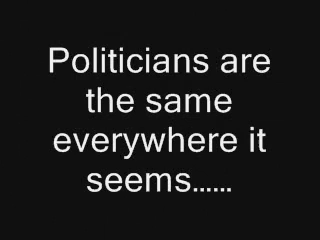 Politicians are
the same
everywhere it
seems......